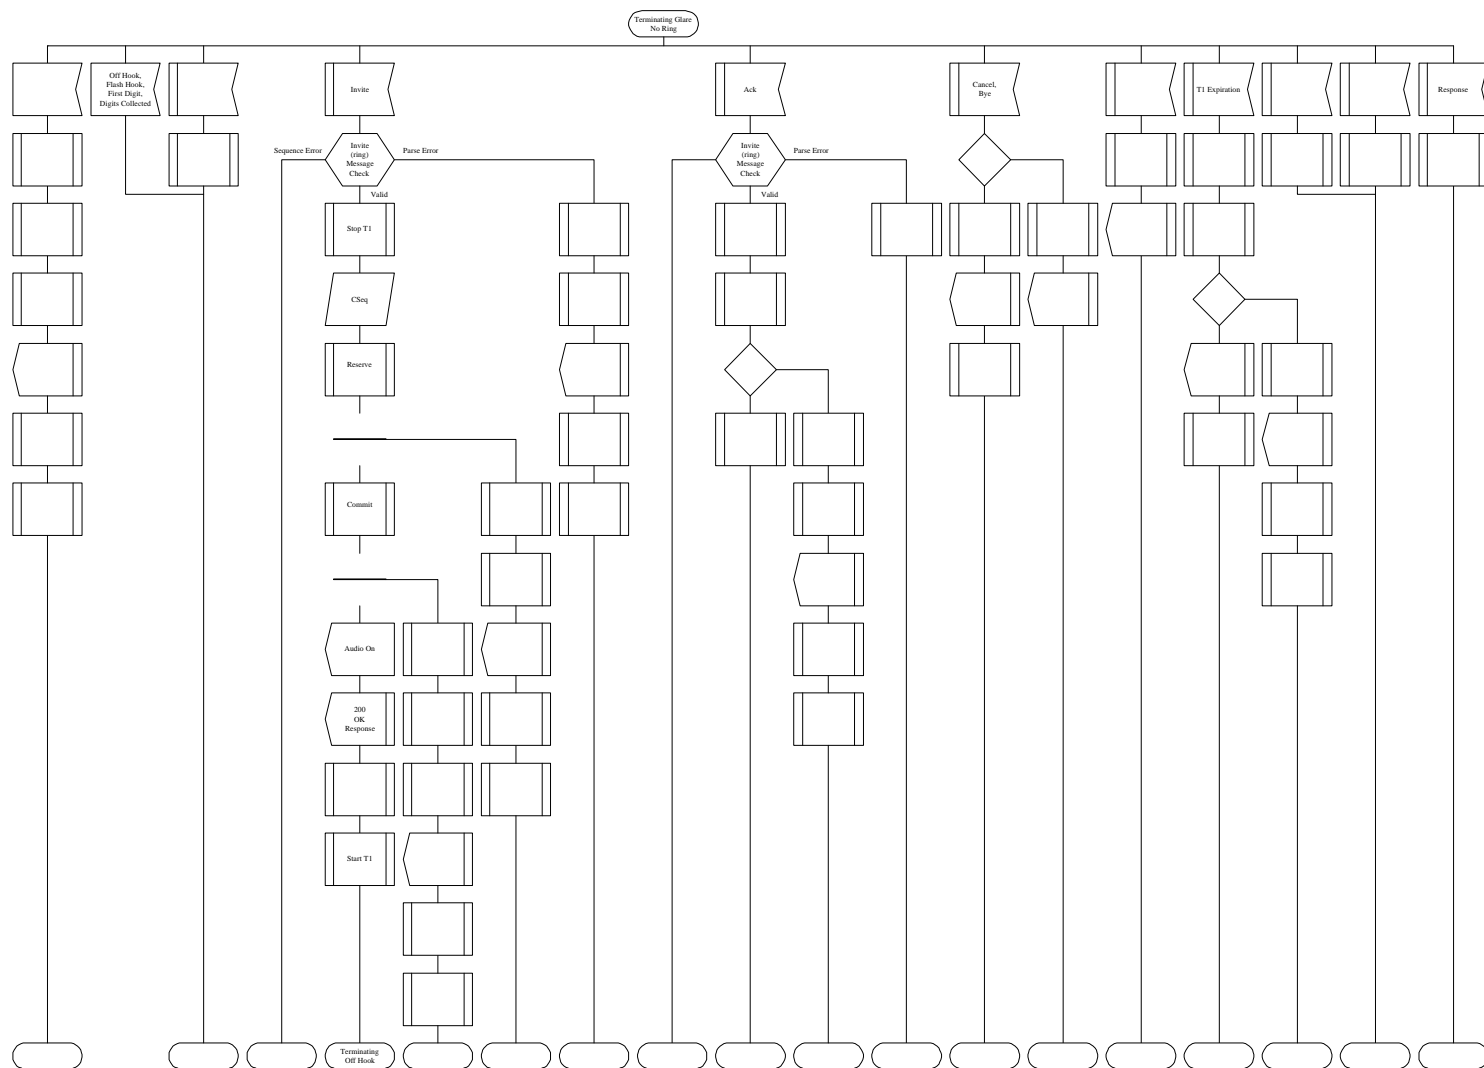 Terminating Glare
No Ring
Off Hook,
Flash Hook,
First Digit,
Digits Collected
Invite
Ack
Cancel,
Bye
T1 Expiration
Response
Sequence Error
Invite
(ring)
Message
Check
Parse Error
Valid
Invite
(ring)
Message
Check
Parse Error
Valid
Stop T1
CSeq
Reserve
Commit
Audio On
200
OK
Response
Start T1
Terminating
Off Hook